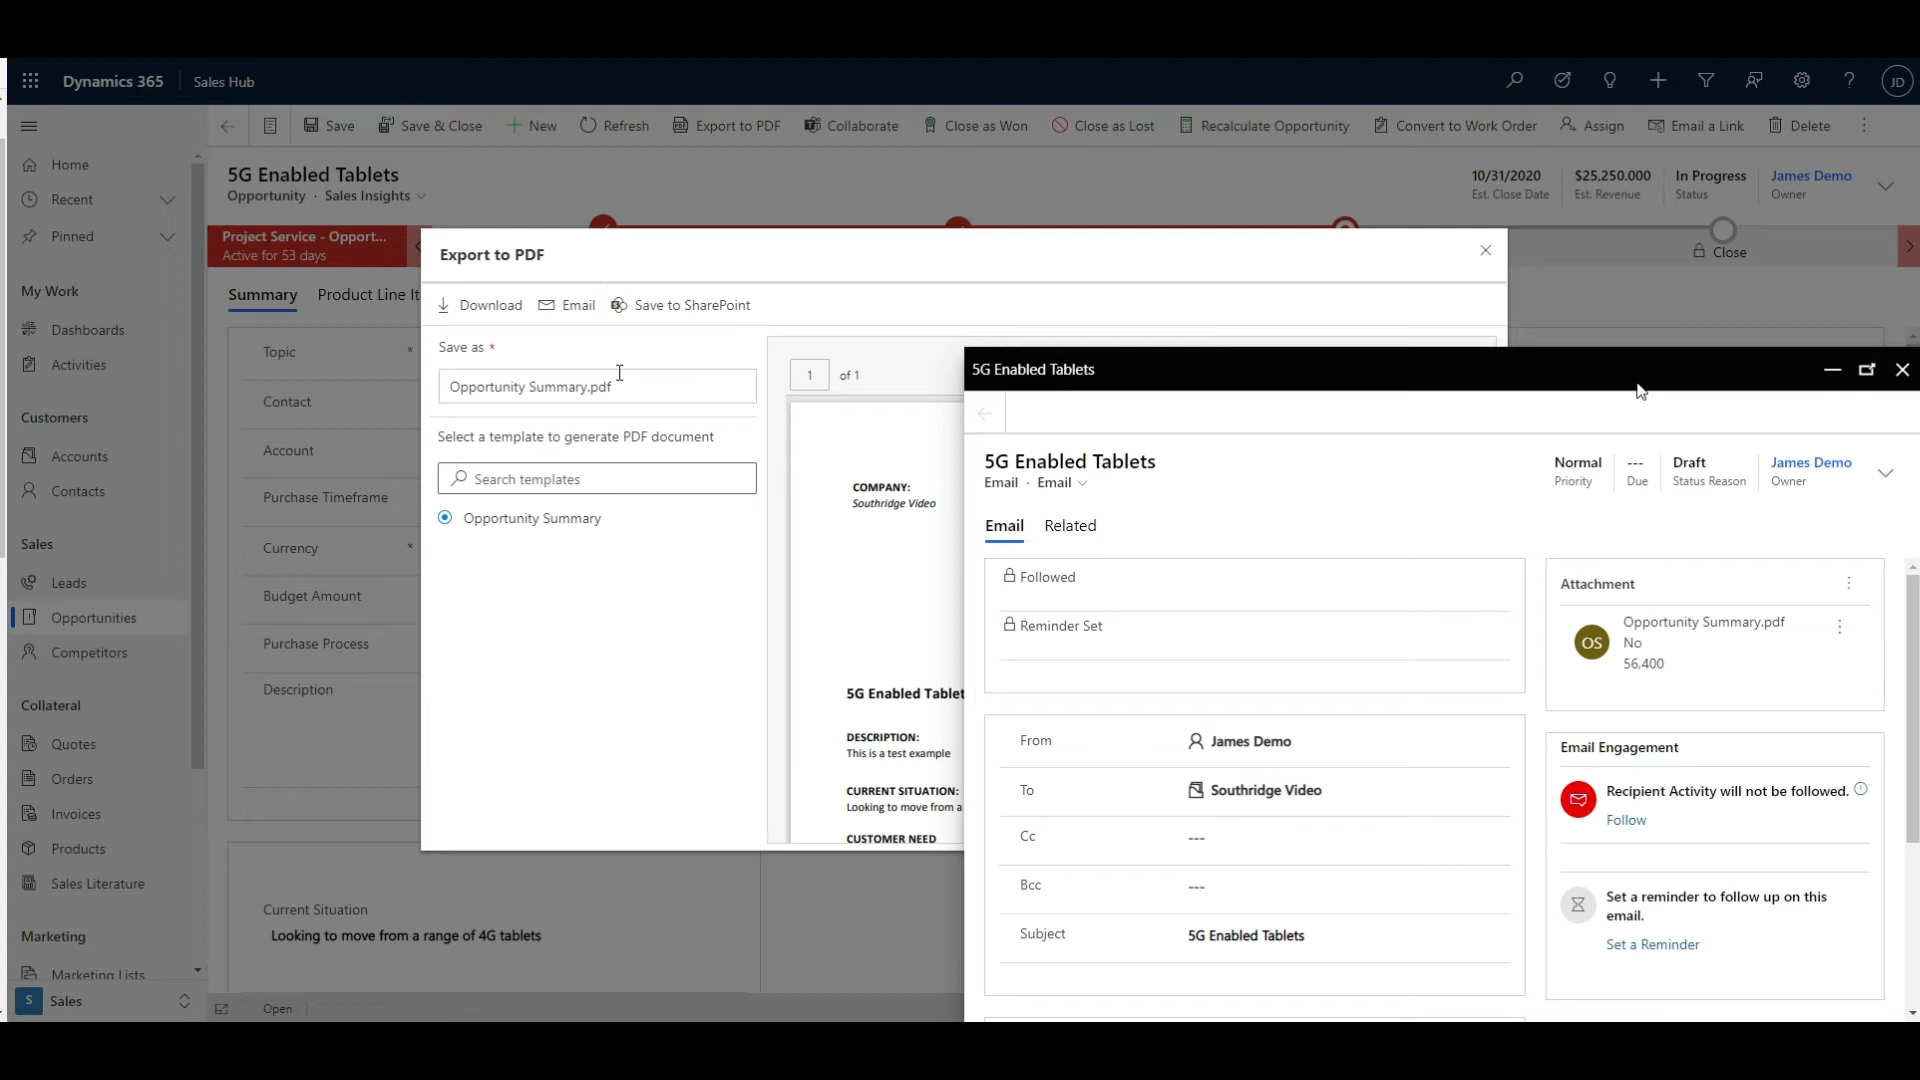 Dynamics 365
Sales Hub
JD
Save
Save & Close
New
Refresh
Export to PDF
Collaborate
Close as Won
Close as Lost
Recalculate Opportunity
Convert to Work Order
Assign
Email a Link
Delete
Home
Recent
Pinned
My Work
Dashboards
Activities
Customers
Accounts
Contacts
Sales
Leads
Opportunities
Competitors
Collateral
Quotes
Orders
Invoices
Products
Sales Literature
Marketing
Marketing Lists
S Sales
5G Enabled Tablets
Opportunity · Sales Insights
10/31/2020
Est. Close Date
$25,250.000
Est. Revenue
In Progress
Status
James Demo
Owner
Project Service - Opport...
Active for 53 days
Close
Summary
Product Line It
Topic *
Contact
Account
Purchase Timeframe
Currency *
Budget Amount
Purchase Process
Description
Current Situation
Looking to move from a range of 4G tablets
Open
Export to PDF
Download
Email
Save to SharePoint
Save as *
Opportunity Summary.pdf
Select a template to generate PDF document
Search templates
Opportunity Summary
1 of 1
COMPANY:
Southridge Video
5G Enabled Tablet
DESCRIPTION:
This is a test example
CURRENT SITUATION:
Looking to move from a
CUSTOMER NEED
5G Enabled Tablets
5G Enabled Tablets
Email · Email
Normal
Priority
---
Due
Draft
Status Reason
James Demo
Owner
Email
Related
Followed
Reminder Set
From James Demo
To Southridge Video
Cc ---
Bcc ---
Subject 5G Enabled Tablets
Attachment
OS
Opportunity Summary.pdf
No
56,400
Email Engagement
Recipient Activity will not be followed.
Follow
Set a reminder to follow up on this
email.
Set a Reminder